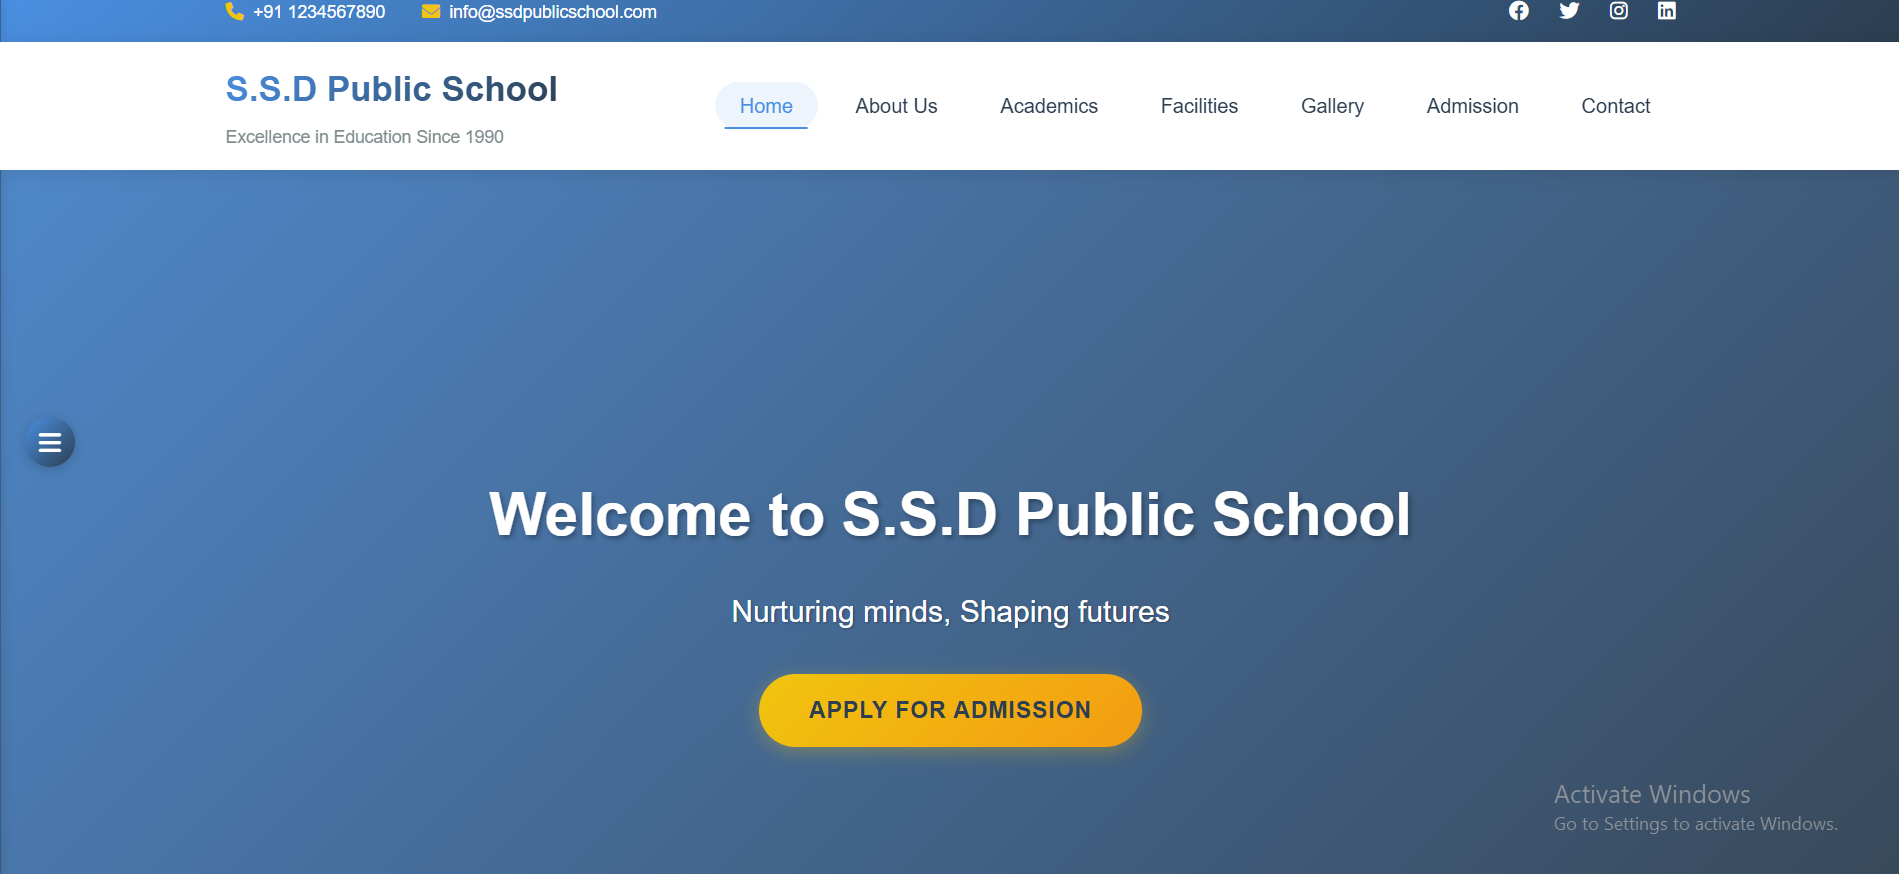 +91 1234567890 info@ssdpublicschool.com
S.S.D Public School
Excellence in Education Since 1990
Home About Us Academics Facilities Gallery Admission Contact
Welcome to S.S.D Public School
Nurturing minds, Shaping futures
APPLY FOR ADMISSION
Activate Windows
Go to Settings to activate Windows.